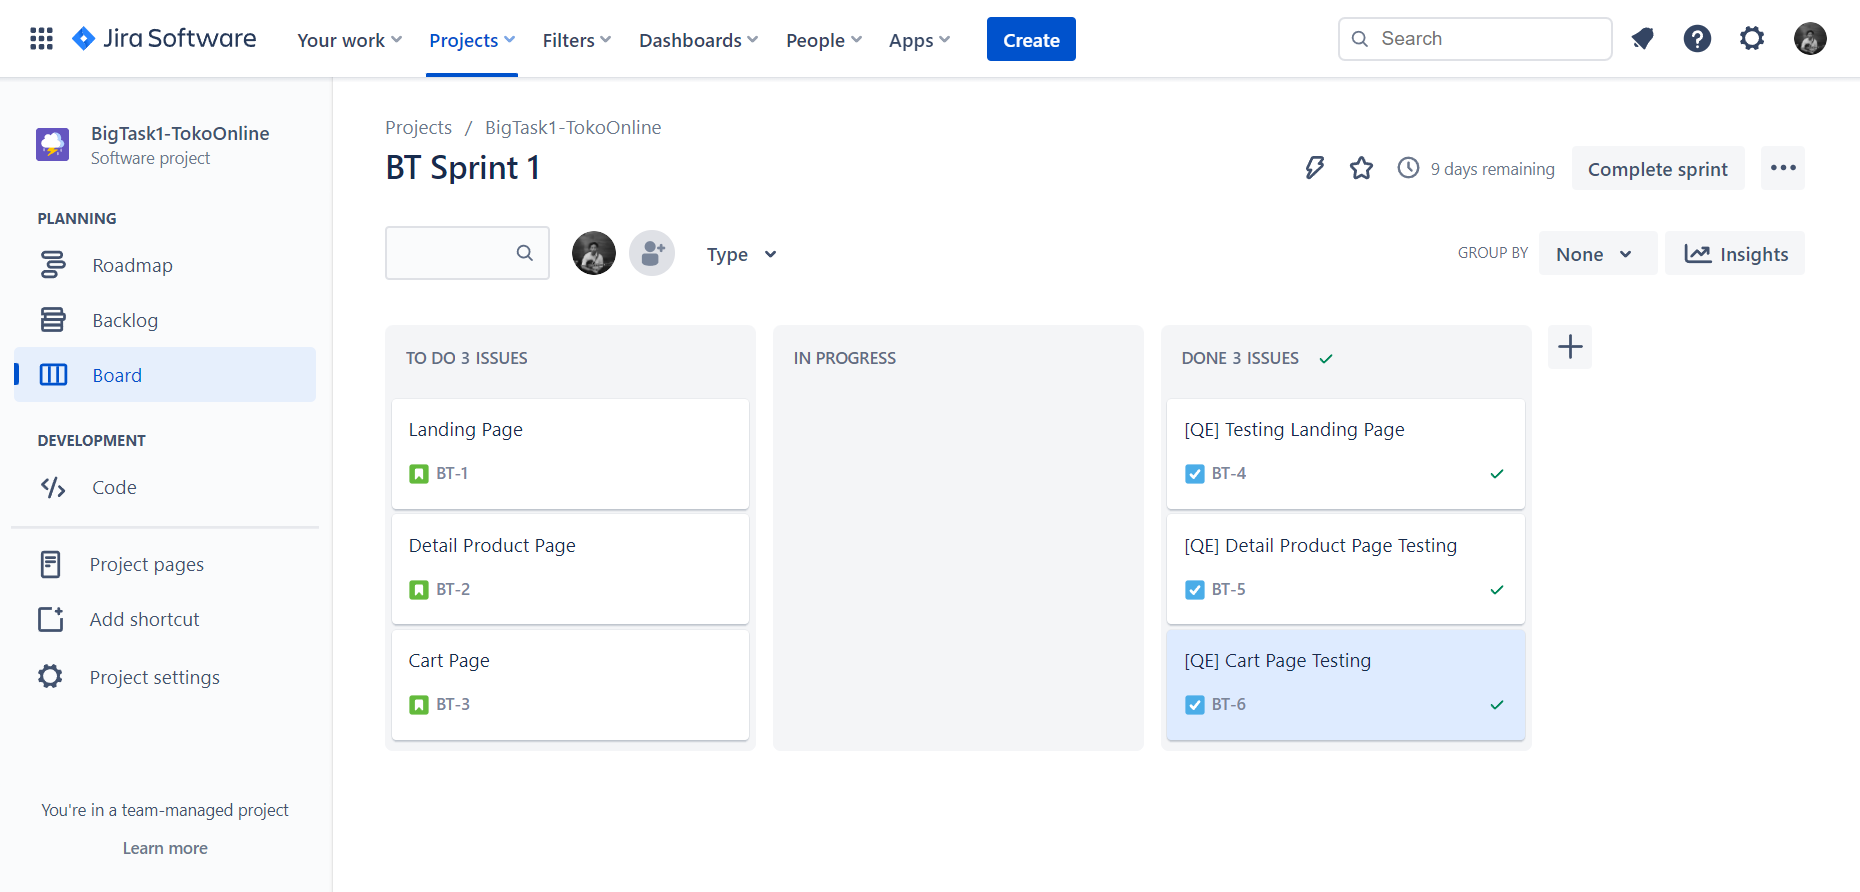 Jira Software
Your work
Projects
Filters
Dashboards
People
Apps
Create
Search
BigTask1-TokoOnline
Software project
PLANNING
Roadmap
Backlog
Board
DEVELOPMENT
Code
Project pages
Add shortcut
Project settings
You're in a team-managed project
Learn more
Projects / BigTask1-TokoOnline
BT Sprint 1
9 days remaining
Complete sprint
Type
GROUP BY
None
Insights
TO DO 3 ISSUES
Landing Page
BT-1
Detail Product Page
BT-2
Cart Page
BT-3
IN PROGRESS
DONE 3 ISSUES
[QE] Testing Landing Page
BT-4
[QE] Detail Product Page Testing
BT-5
[QE] Cart Page Testing
BT-6